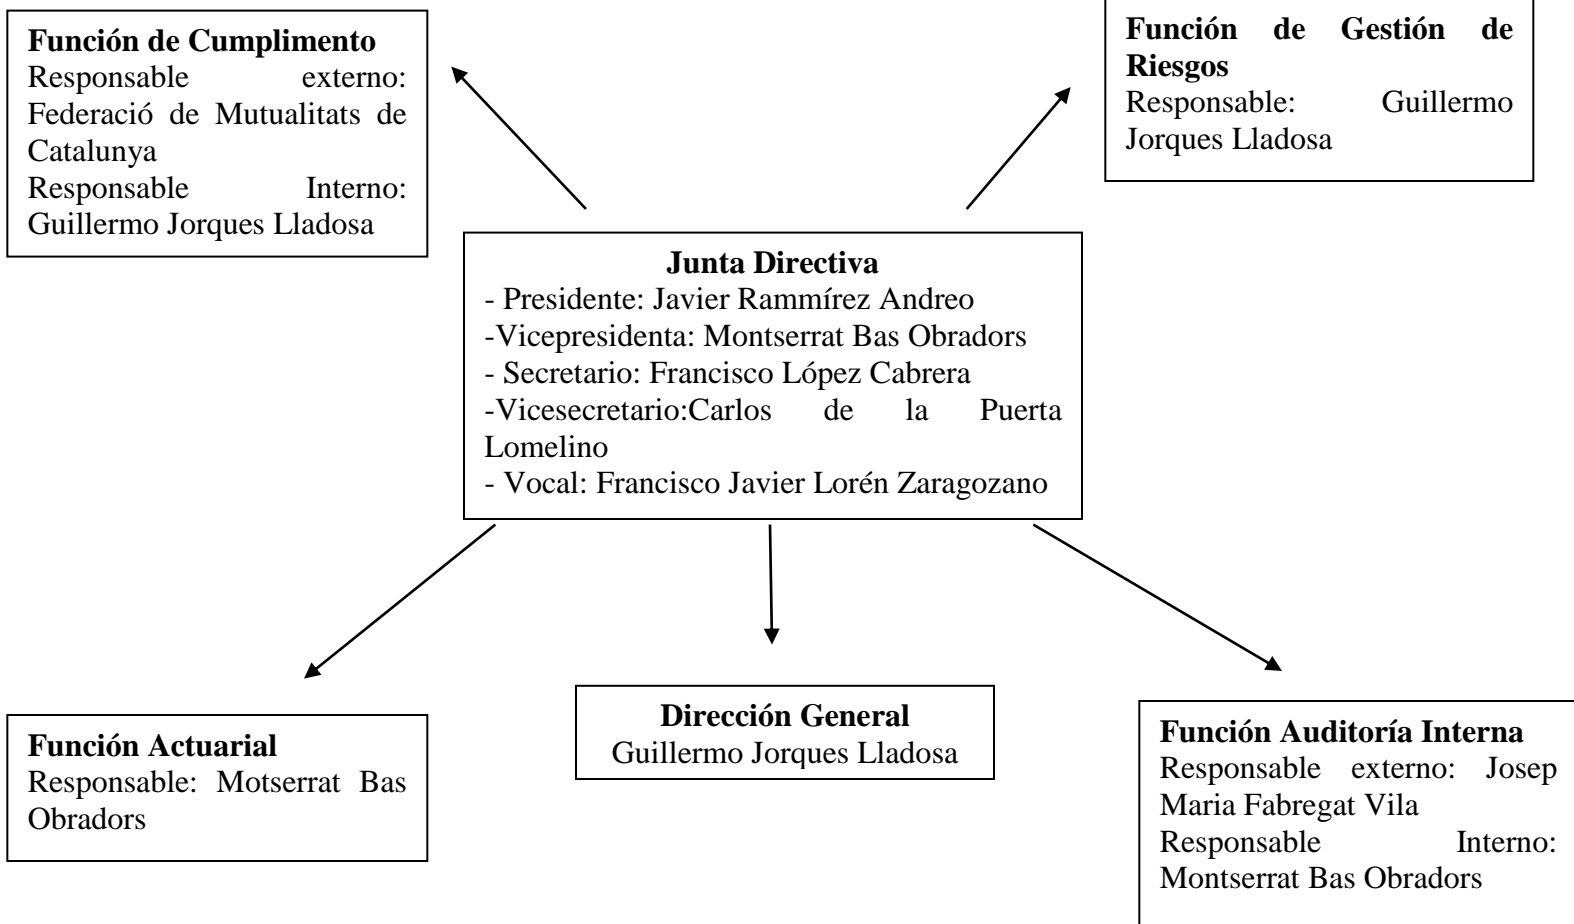 Función de Cumplimento
Responsable externo:
Federació de Mutualitats de
Catalunya
Responsable Interno:
Guillermo Jorques Lladosa
Función de Gestión de
Riesgos
Responsable: Guillermo
Jorques Lladosa
Junta Directiva
- Presidente: Javier Rammírez Andreo
-Vicepresidenta: Montserrat Bas Obradors
- Secretario: Francisco López Cabrera
-Vicesecretario:Carlos de la Puerta
Lomelino
- Vocal: Francisco Javier Lorén Zaragozano
Función Actuarial
Responsable: Motserrat Bas
Obradors
Dirección General
Guillermo Jorques Lladosa
Función Auditoría Interna
Responsable externo: Josep
Maria Fabregat Vila
Responsable Interno:
Montserrat Bas Obradors